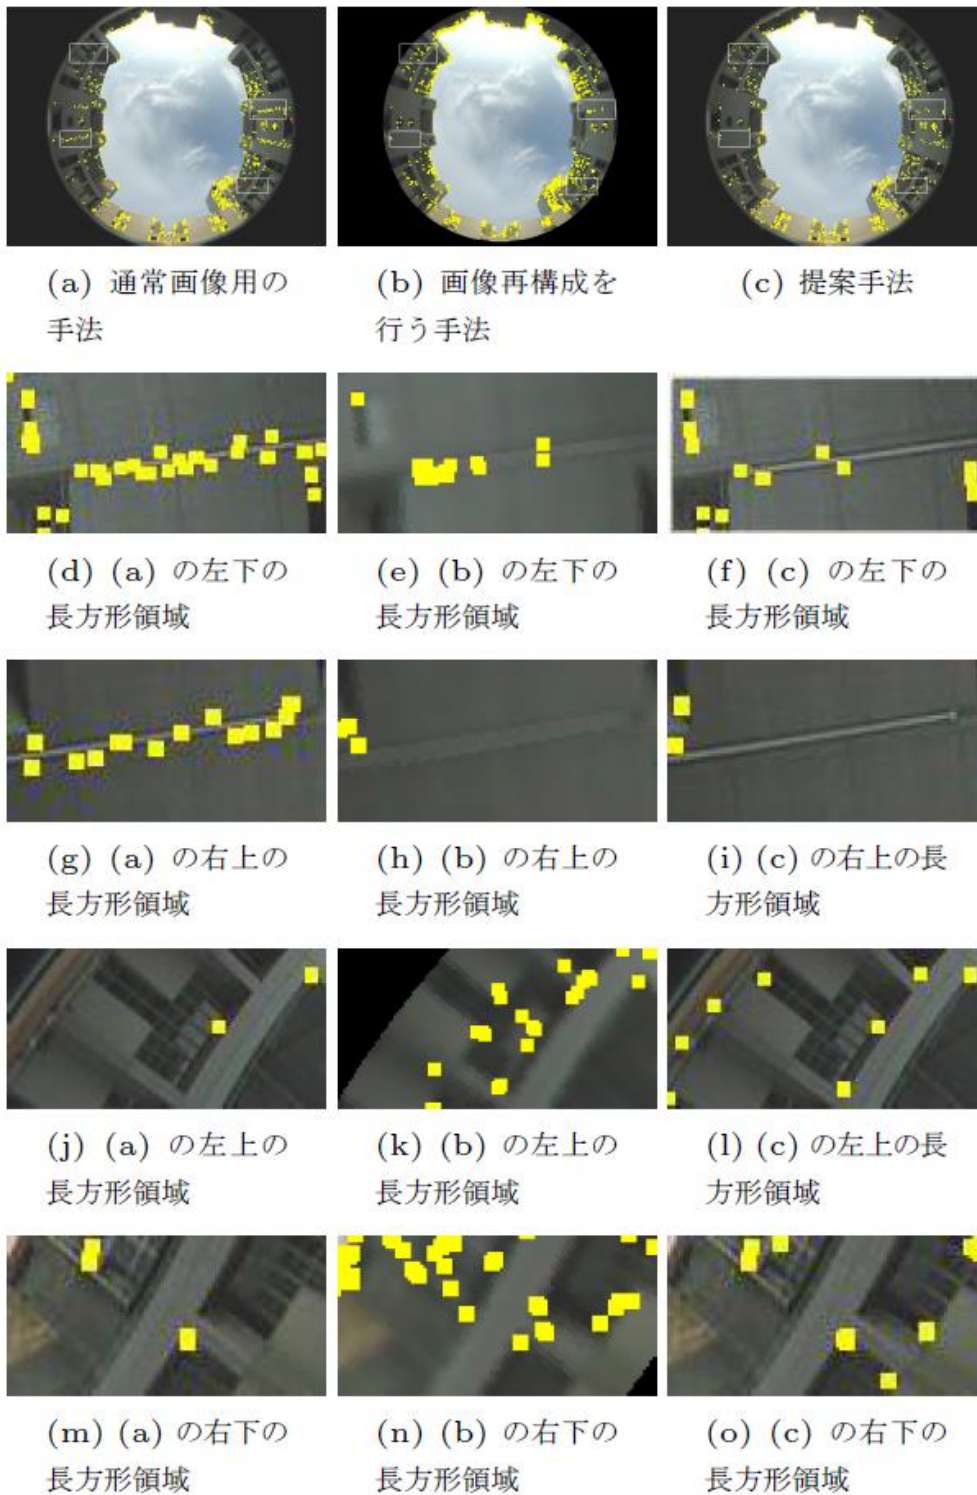 (a) 通常画像用の
手法
(b) 画像再構成を
行う手法
(c) 提案手法
(d) (a) の左下の
長方形領域
(e) (b) の左下の
長方形領域
(f) (c) の左下の
長方形領域
(g) (a) の右上の
長方形領域
(h) (b) の右上の
長方形領域
(i) (c) の右上の長
方形領域
(j) (a) の左上の
長方形領域
(k) (b) の左上の
長方形領域
(l) (c) の左上の長
方形領域
(m) (a) の右下の
長方形領域
(n) (b) の右下の
長方形領域
(o) (c) の右下の
長方形領域